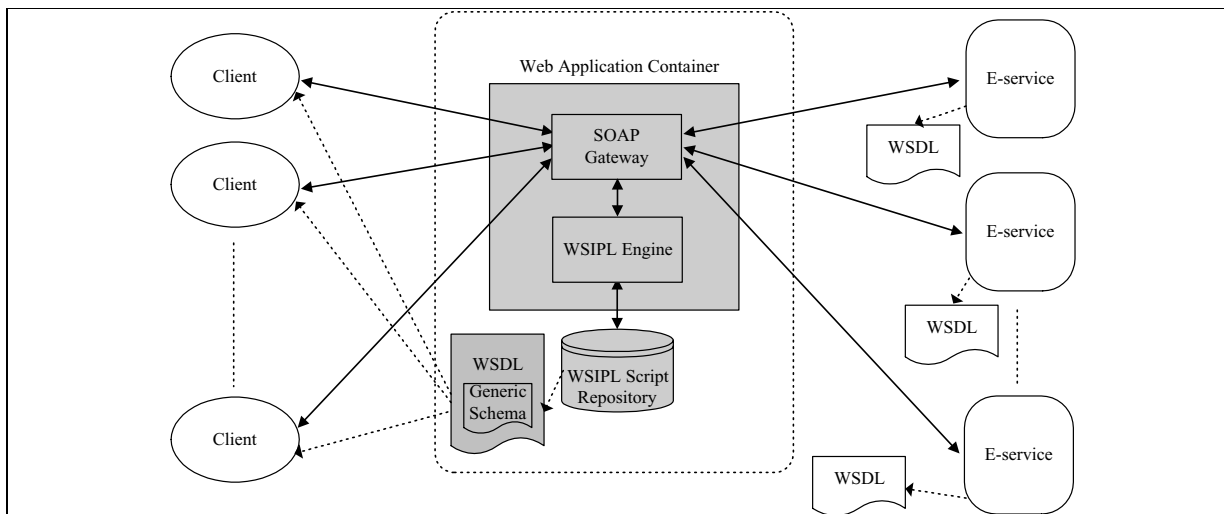 Client
Web Application Container
E-service
SOAP
Gateway
WSDL
Client
E-service
WSIPL Engine
WSDL
WSDL
Generic
Schema
WSIPL Script
Repository
Client
E-service
WSDL